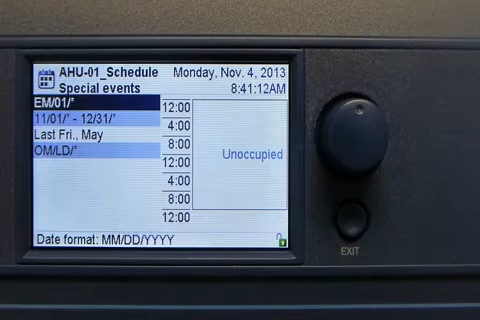 AHU-01_Schedule Monday, Nov. 4, 2013
Special events 8:41:12AM
EM/01/*
11/01/* - 12/31/*
Last Fri., May
OM/LD/*
12:00
4:00
8:00
12:00
4:00
8:00
12:00
Unoccupied
Date format: MM/DD/YYYY
EXIT